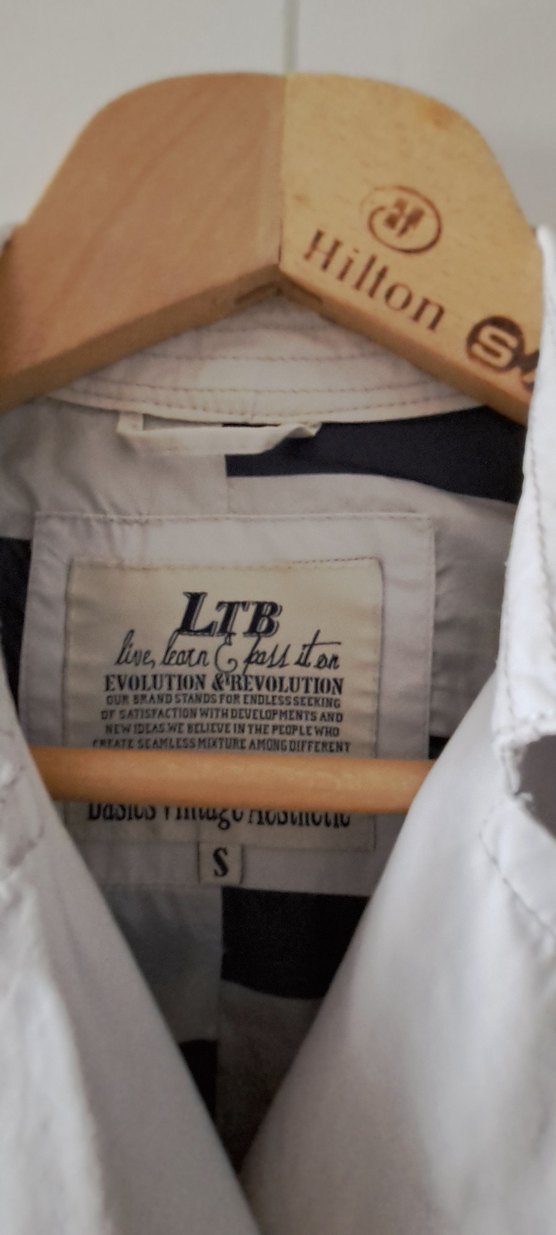 Hilton
LTB
live, learn & pass it on
EVOLUTION & REVOLUTION
OUR BRAND STANDS FOR ENDLESS SEEKING
OF SATISFACTION WITH DEVELOPMENTS AND
NEW IDEAS. WE BELIEVE IN THE PEOPLE WHO
CREATE SEAMLESS MIXTURE AMONG DIFFERENT
Basics Vintage Aesthetic
S